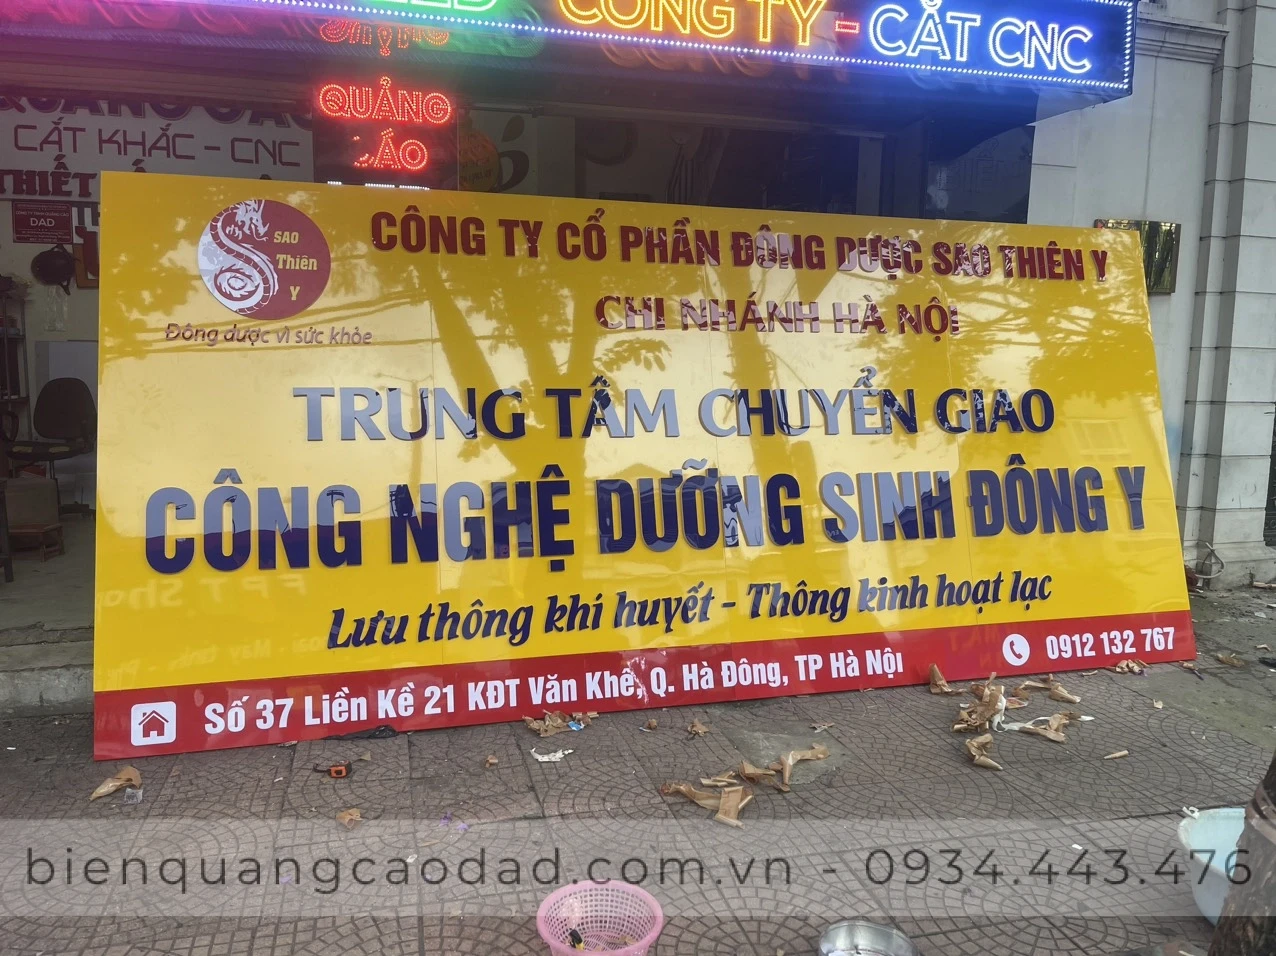 CÔNG TY - CẮT CNC
QUẢNG
CÁO
CẮT KHẮC - CNC
THIẾT
DAD
SAO
Thiên
Y
Đông dược vì sức khỏe
CÔNG TY CỔ PHẦN ĐÔNG DƯỢC SAO THIÊN Y
CHI NHÁNH HÀ NỘI
TRUNG TÂM CHUYỂN GIAO
CÔNG NGHỆ DƯỠNG SINH ĐÔNG Y
Lưu thông khí huyết - Thông kinh hoạt lạc
Số 37 Liền Kề 21 KĐT Văn Khê, Q. Hà Đông, TP Hà Nội
0912 132 767
bienquangcaodad.com.vn - 0934.443.476